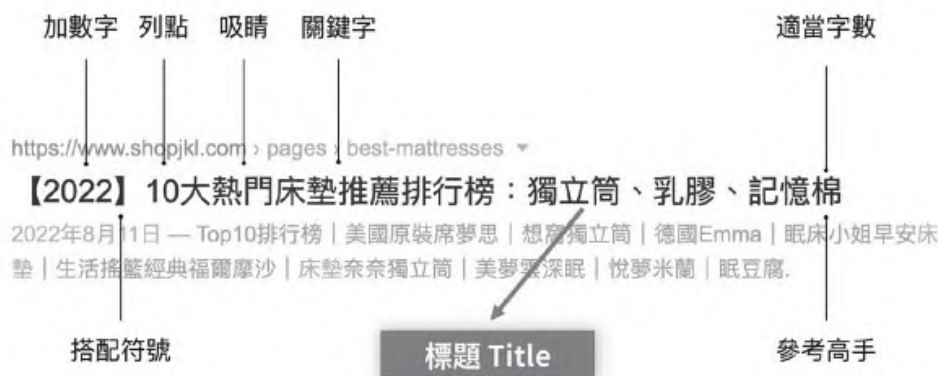 加數字 列點 吸睛 關鍵字 適當字數
https://www.shopjkl.com › pages › best-mattresses
【2022】10大熱門床墊推薦排行榜：獨立筒、乳膠、記憶棉
2022年8月11日 — Top10排行榜｜美國原裝席夢思｜想窩獨立筒｜德國Emma｜眠床小姐早安床
墊｜生活搖籃經典福爾摩沙｜床墊奈奈獨立筒｜美夢雲深眠｜悅夢米蘭｜眠豆腐.
搭配符號 標題 Title 參考高手